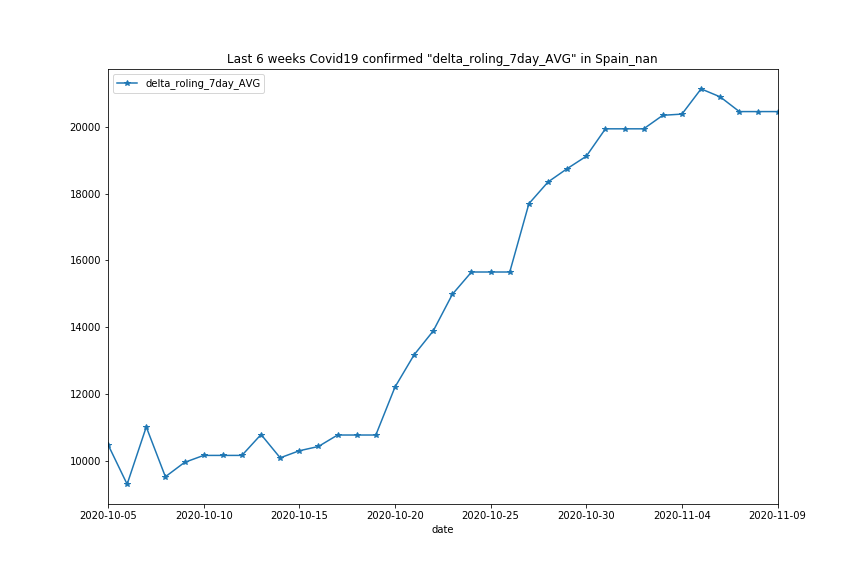 Last 6 weeks Covid19 confirmed "delta_roling_7day_AVG" in Spain_nan
delta_roling_7day_AVG
20000
18000
16000
14000
12000
10000
2020-10-05 2020-10-10 2020-10-15 2020-10-20 2020-10-25 2020-10-30 2020-11-04 2020-11-09
date